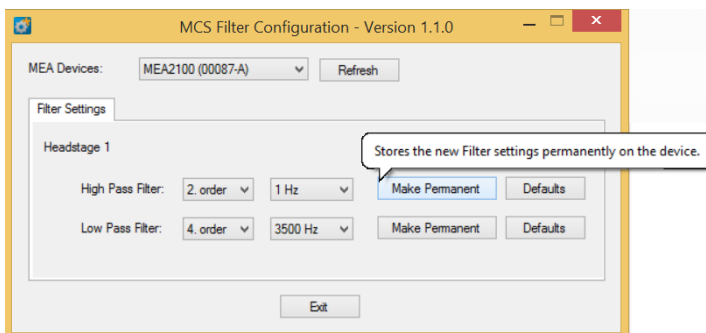 MCS Filter Configuration - Version 1.1.0
MEA Devices: MEA2100 (00087-A) Refresh
Filter Settings
Headstage 1
Stores the new Filter settings permanently on the device.
High Pass Filter: 2. order 1 Hz Make Permanent Defaults
Low Pass Filter: 4. order 3500 Hz Make Permanent Defaults
Exit